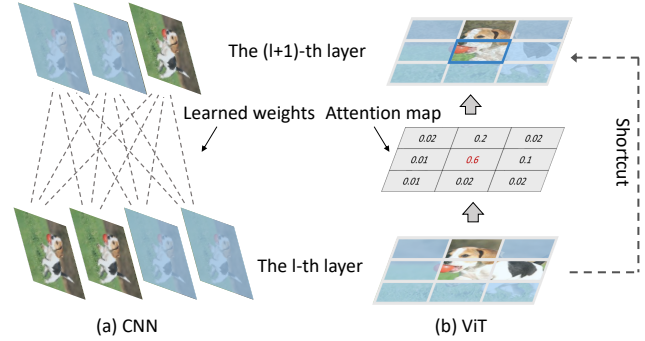 The (l+1)-th layer
Learned weights
Attention map
0.02 0.2 0.02
0.01 0.6 0.1
0.01 0.02 0.02
Shortcut
The l-th layer
(a) CNN
(b) ViT